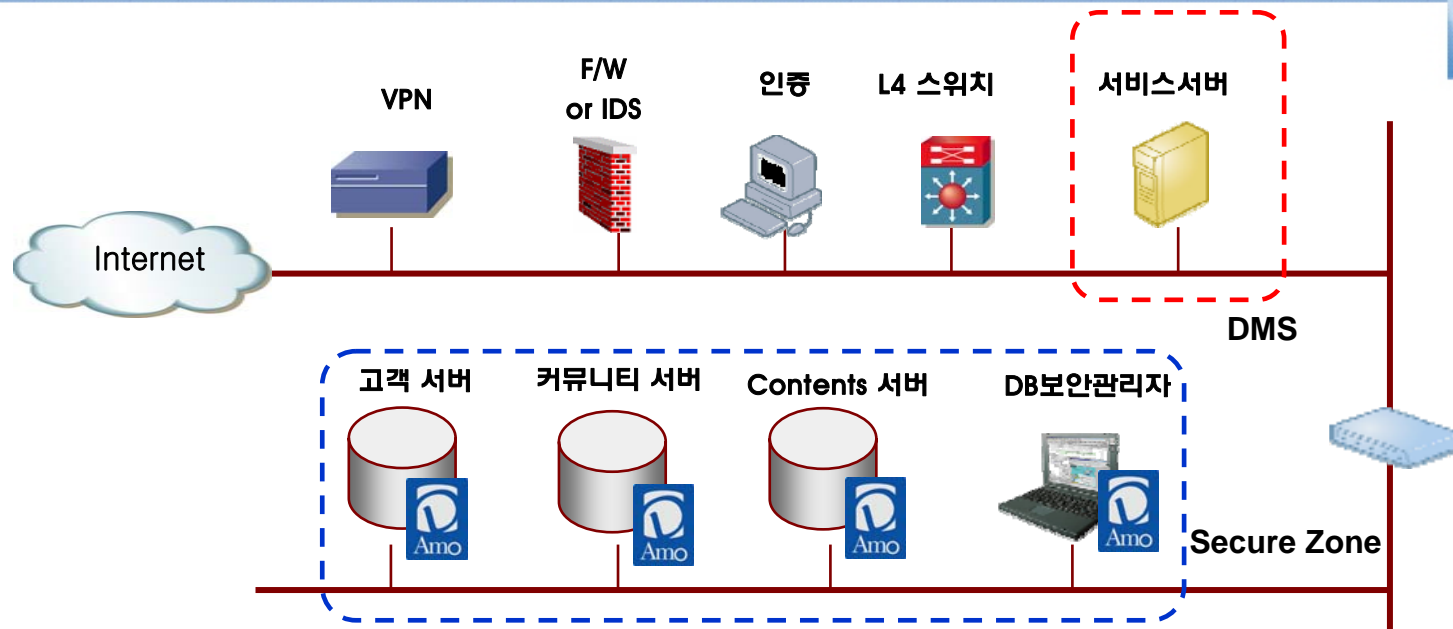 VPN
F/W
or IDS
인증
L4 스위치
서비스서버
Internet
DMS
고객 서버
커뮤니티 서버
Contents 서버
DB보안관리자
Amo
Amo
Amo
Amo
Secure Zone